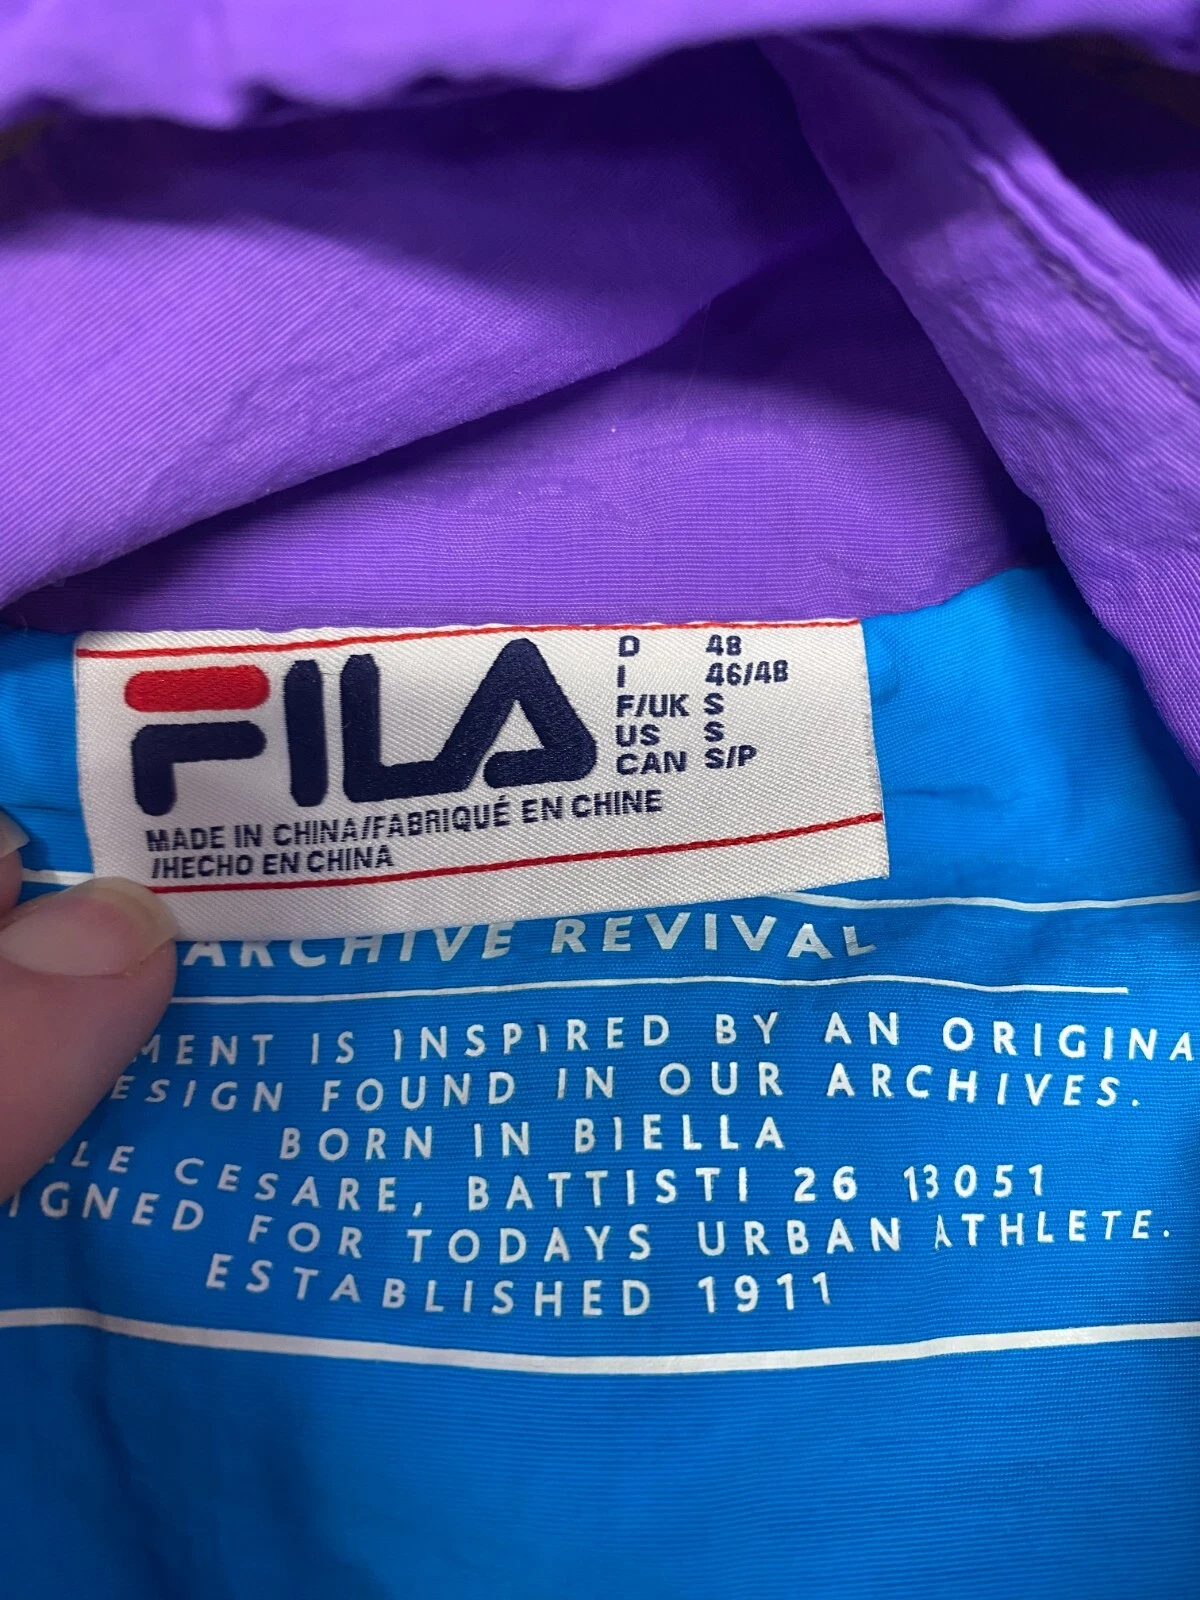 FILA
D 48
I 46/48
F/UK S
US S
CAN S/P
MADE IN CHINA/FABRIQUÉ EN CHINE
/HECHO EN CHINA
ARCHIVE REVIVAL
MENT IS INSPIRED BY AN ORIGINA
ESIGN FOUND IN OUR ARCHIVES.
BORN IN BIELLA
LE CESARE, BATTISTI 26 13051
IGNED FOR TODAYS URBAN ATHLETE.
ESTABLISHED 1911